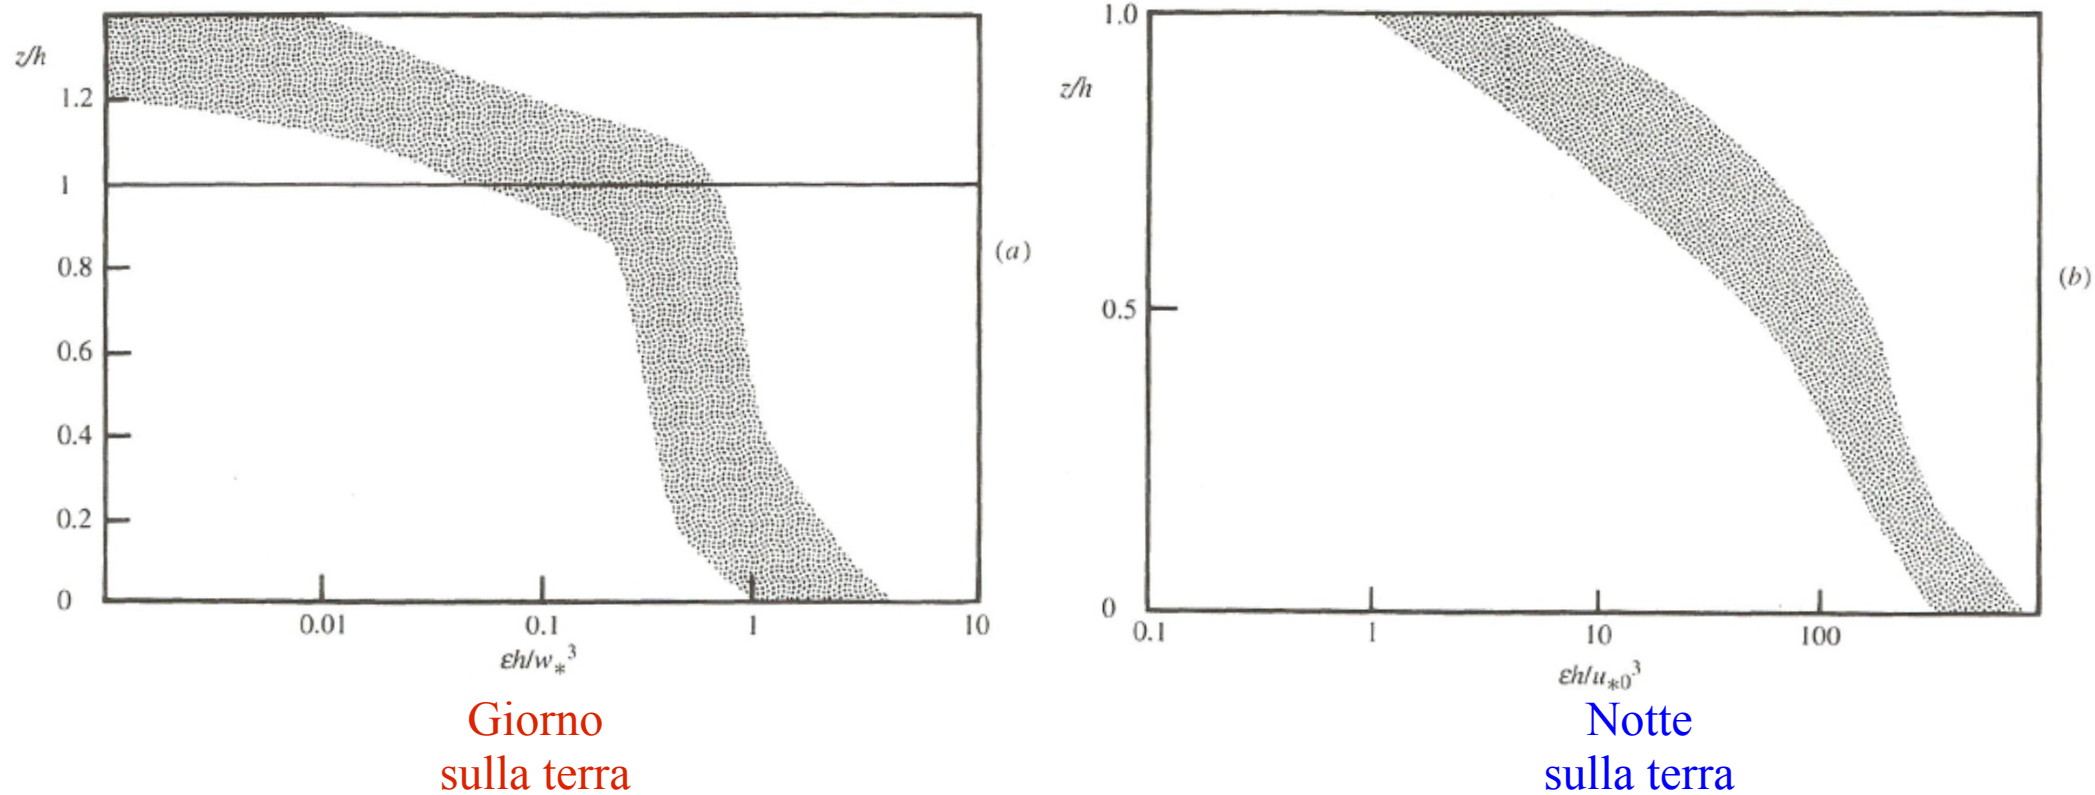 z/h
1.2
1
0.8
0.6
0.4
0.2
0
0.01
0.1
1
10
εh/w*³
(a)
Giorno
sulla terra
1.0
z/h
0.5
0
0.1
1
10
100
εh/u*0³
(b)
Notte
sulla terra